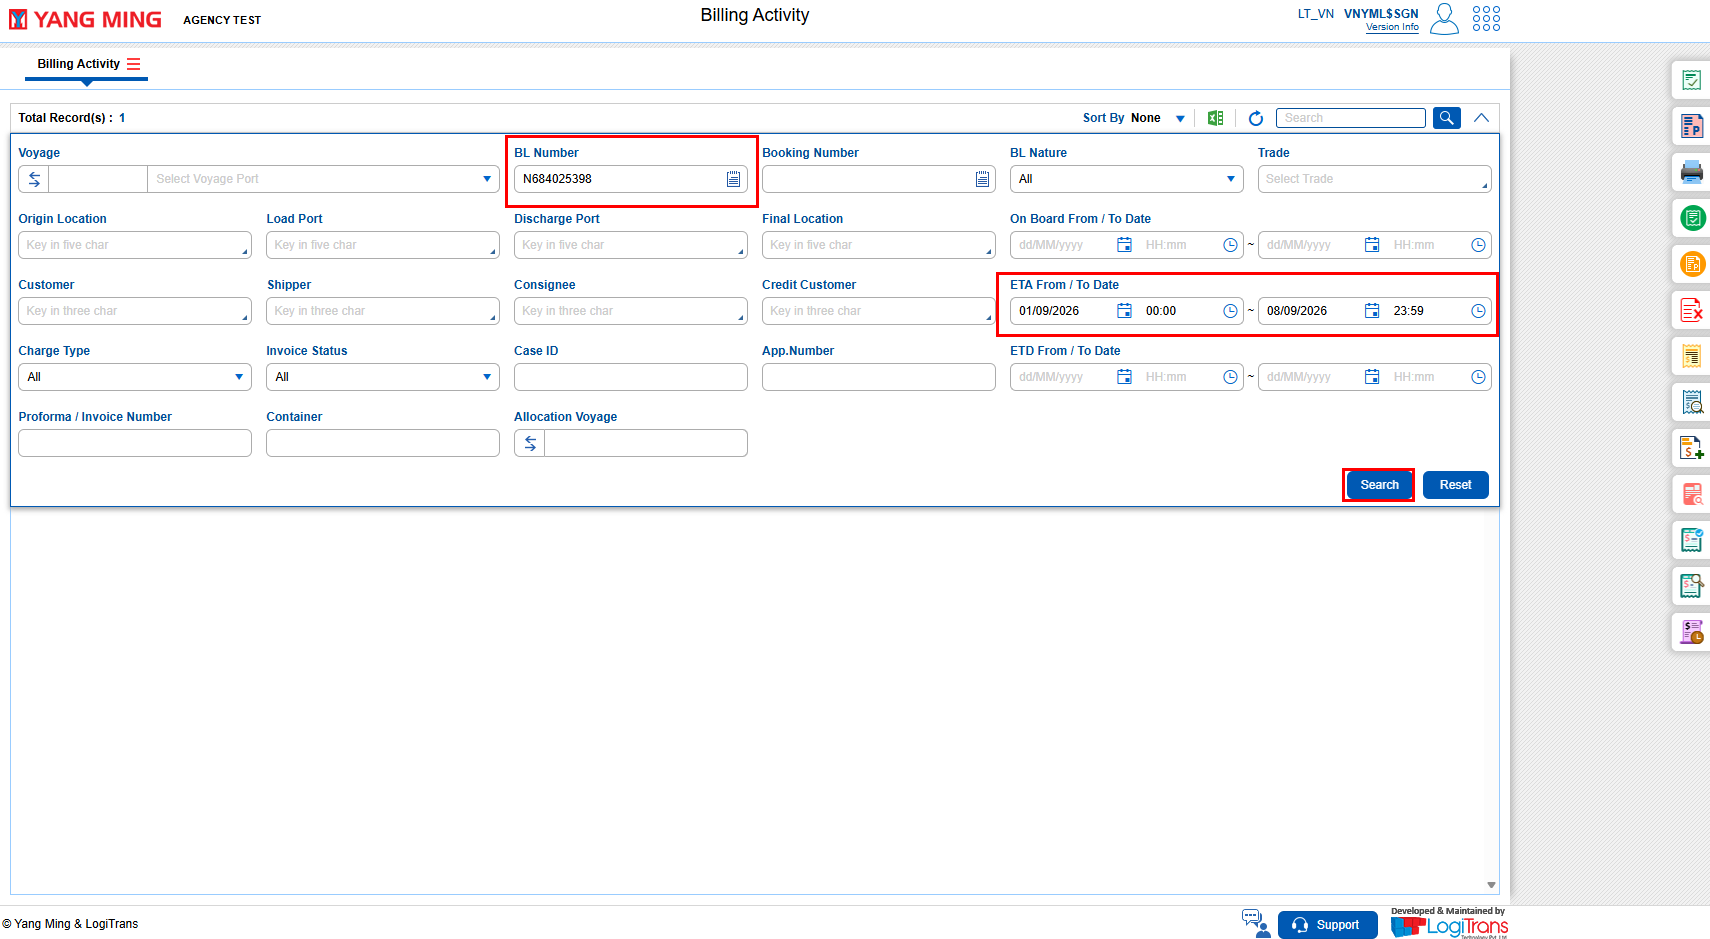 YANG MING AGENCY TEST
Billing Activity
LT_VN VNYML$SGN
Version Info
Billing Activity
Total Record(s) : 1
Sort By None
Search
Voyage BL Number Booking Number BL Nature Trade
Select Voyage Port N684025398 All Select Trade
Origin Location Load Port Discharge Port Final Location On Board From / To Date
Key in five char Key in five char Key in five char Key in five char dd/MM/yyyy HH:mm ~ dd/MM/yyyy HH:mm
Customer Shipper Consignee Credit Customer ETA From / To Date
Key in three char Key in three char Key in three char Key in three char 01/09/2026 00:00 ~ 08/09/2026 23:59
Charge Type Invoice Status Case ID App.Number ETD From / To Date
All All dd/MM/yyyy HH:mm ~ dd/MM/yyyy HH:mm
Proforma / Invoice Number Container Allocation Voyage
Search Reset
© Yang Ming & LogiTrans
Support
Developed & Maintained by
LogiTrans
Technology Pvt. Ltd.